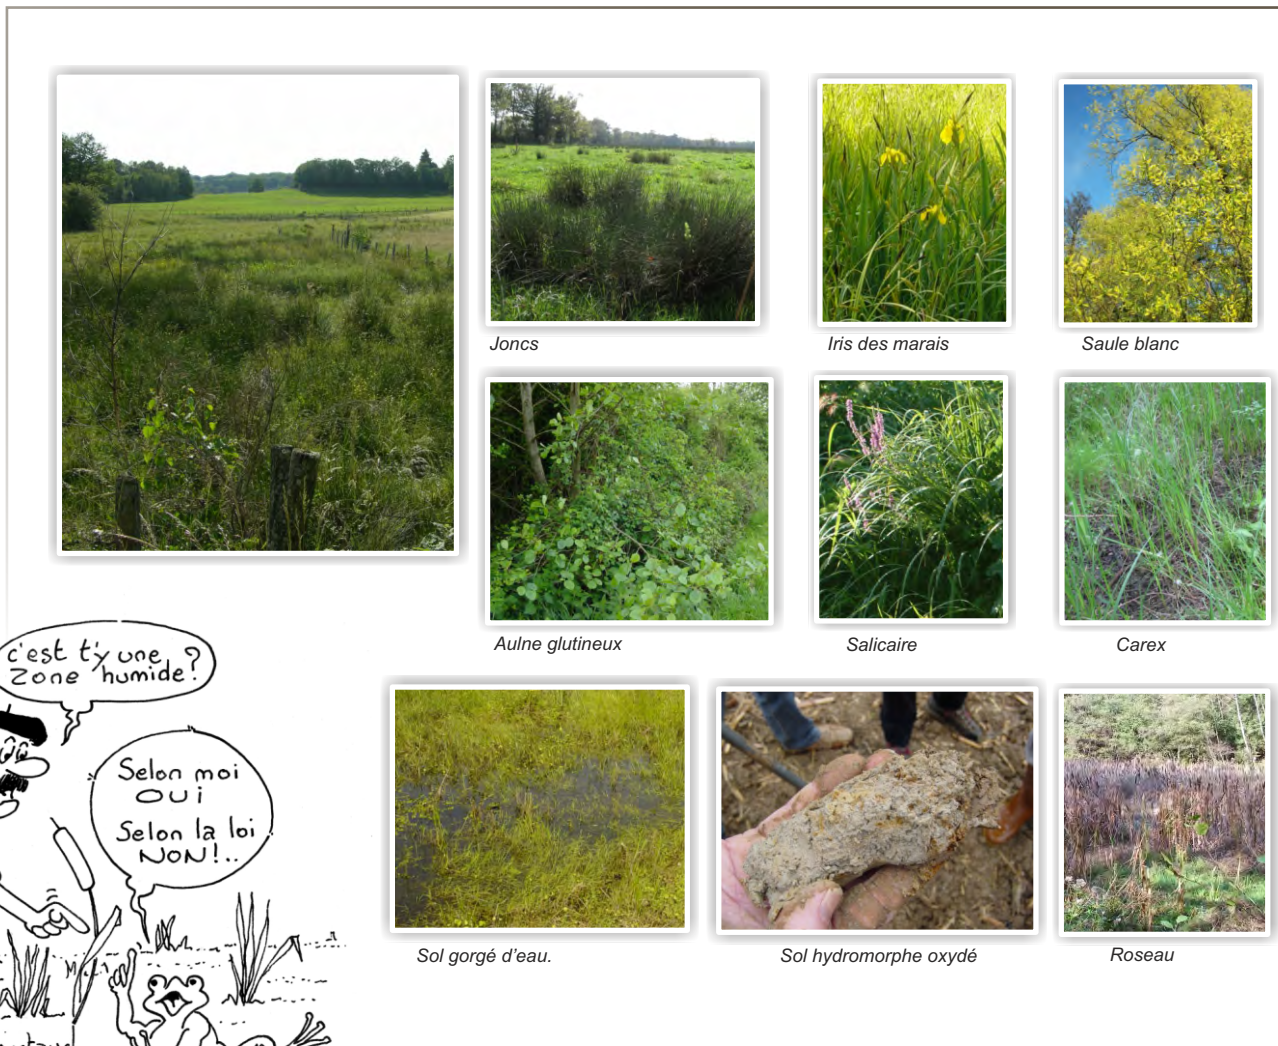 Joncs
Iris des marais
Saule blanc
Aulne glutineux
Salicaire
Carex
c'est t'y une
zone humide?
Selon moi
OUI
Selon la loi
NON!..
Sol gorgé d'eau.
Sol hydromorphe oxydé
Roseau